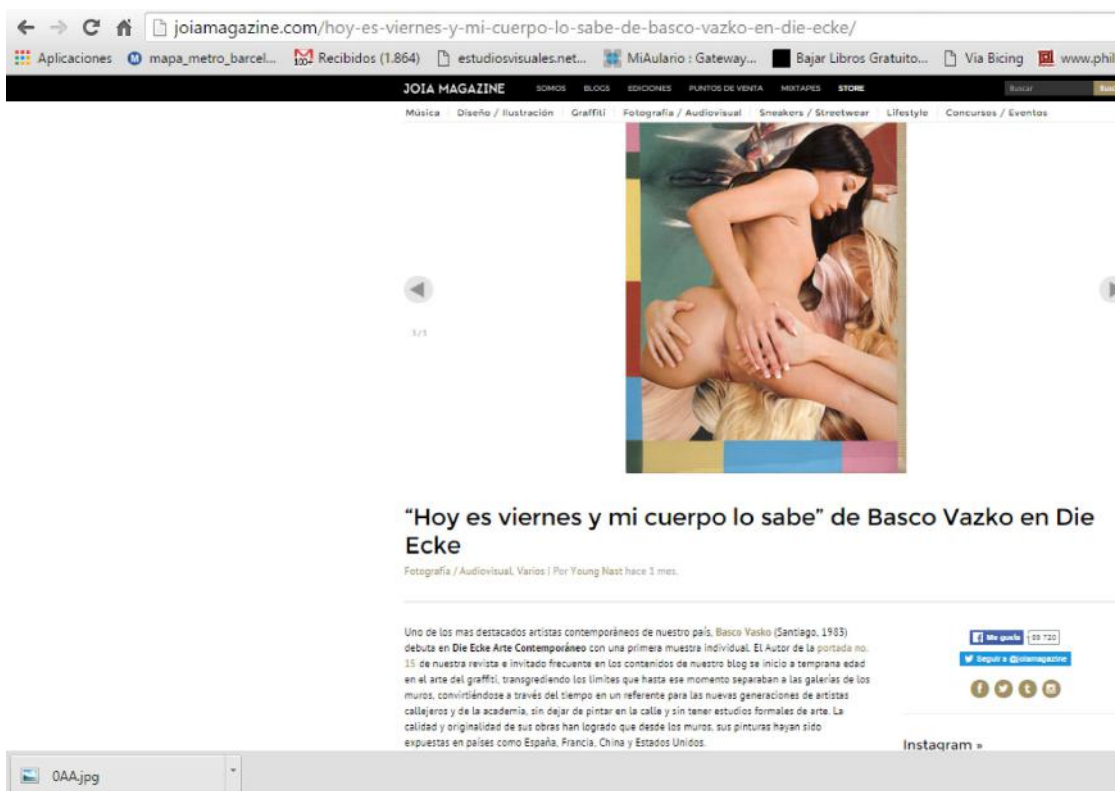 joiamagazine.com/hoy-es-viernes-y-mi-cuerpo-lo-sabe-de-basco-vazko-en-die-ecke/
Aplicaciones mapa_metro_barcel... Recibidos (1.864) estudiosvisuales.net... MiAulario : Gateway... Bajar Libros Gratuito... Via Bicing www.phil
JOIA MAGAZINE SOMOS BLOGS EDICIONES PUNTOS DE VENTA MIXTAPES STORE Buscar
Música Diseño / Ilustración Graffiti Fotografía / Audiovisual Sneakers / Streetwear Lifestyle Concursos / Eventos
3/3
“Hoy es viernes y mi cuerpo lo sabe” de Basco Vazko en Die
Ecke
Fotografía / Audiovisual, Varios | Por Young Nast hace 1 mes.
Uno de los mas destacados artistas contemporáneos de nuestro país, Basco Vasko (Santiago, 1983)
debuta en Die Ecke Arte Contemporáneo con una primera muestra individual. El Autor de la portada no.
15 de nuestra revista e invitado frecuente en los contenidos de nuestro blog se inicio a temprana edad
en el arte del graffiti, transgrediendo los límites que hasta ese momento separaban a las galerías de los
muros, convirtiéndose a través del tiempo en un referente para las nuevas generaciones de artistas
callejeros y de la academia, sin dejar de pintar en la calle y sin tener estudios formales de arte. La
calidad y originalidad de sus obras han logrado que desde los muros, sus pinturas hayan sido
expuestas en países como España, Francia, China y Estados Unidos.
Me gusta
Seguir a @joiamagazine
Instagram »
0AA.jpg